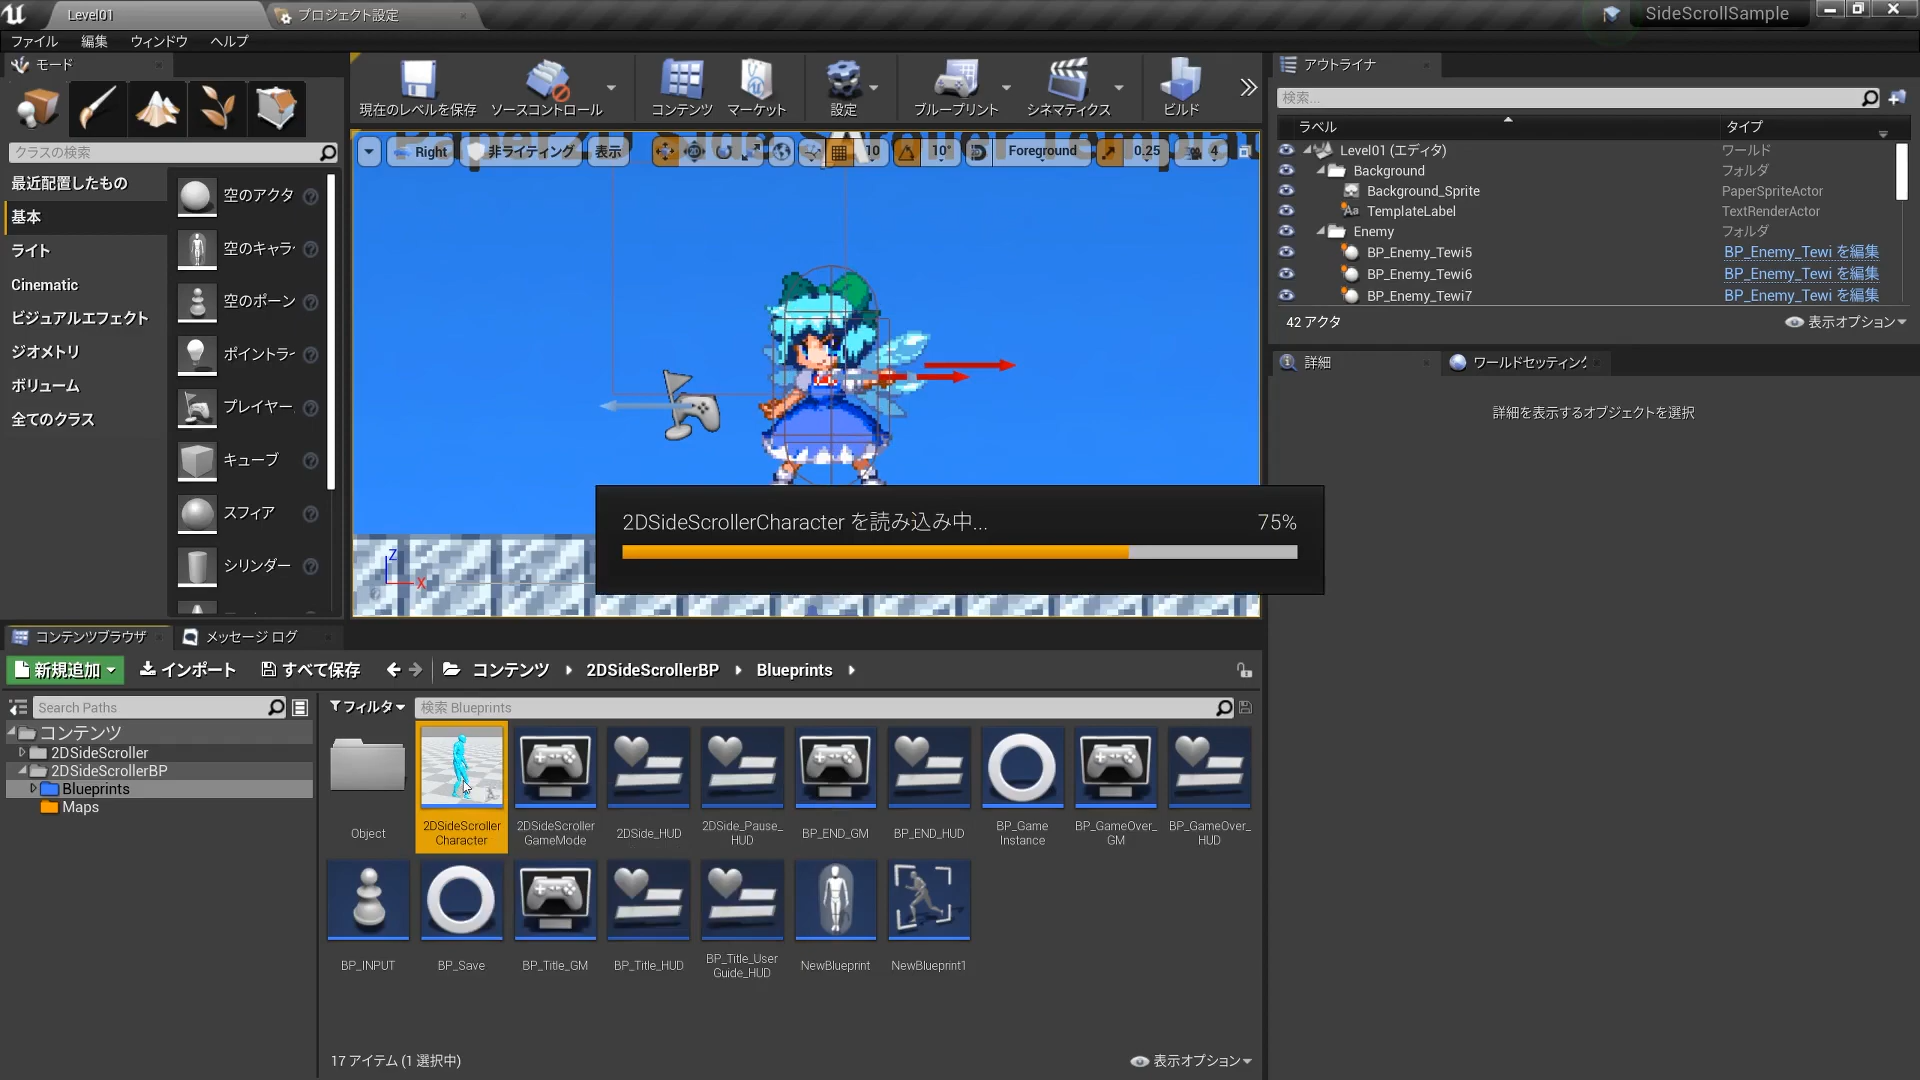 Level01
プロジェクト設定
SideScrollSample
ファイル 編集 ウィンドウ ヘルプ
モード
クラスの検索
最近配置したもの
基本
ライト
Cinematic
ビジュアルエフェクト
ジオメトリ
ボリューム
全てのクラス
空のアクタ
空のキャラ
空のポーン
ポイントラ
プレイヤー
キューブ
スフィア
シリンダー
現在のレベルを保存 ソースコントロール コンテンツ マーケット 設定 ブループリント シネマティクス ビルド
Paper2D Side Scroller Templat
Right 非ライティング 表示 10 10° Foreground 0.25 4
Z
X
2DSideScrollerCharacter を読み込み中... 75%
アウトライナ
検索...
ラベル タイプ
Level01 (エディタ) ワールド
Background フォルダ
Background_Sprite PaperSpriteActor
TemplateLabel TextRenderActor
Enemy フォルダ
BP_Enemy_Tewi5 BP_Enemy_Tewi を編集
BP_Enemy_Tewi6 BP_Enemy_Tewi を編集
BP_Enemy_Tewi7 BP_Enemy_Tewi を編集
42 アクタ 表示オプション
詳細 ワールドセッティング
詳細を表示するオブジェクトを選択
コンテンツブラウザ メッセージ ログ
新規追加 インポート すべて保存 コンテンツ 2DSideScrollerBP Blueprints
Search Paths
コンテンツ
2DSideScroller
2DSideScrollerBP
Blueprints
Maps
フィルタ 検索 Blueprints
Object
2DSideScroller
Character
2DSideScroller
GameMode
2DSide_HUD
2DSide_Pause_
HUD
BP_END_GM
BP_END_HUD
BP_Game
Instance
BP_GameOver_
GM
BP_GameOver_
HUD
BP_INPUT
BP_Save
BP_Title_GM
BP_Title_HUD
BP_Title_User
Guide_HUD
NewBlueprint
NewBlueprint1
17 アイテム (1 選択中) 表示オプション